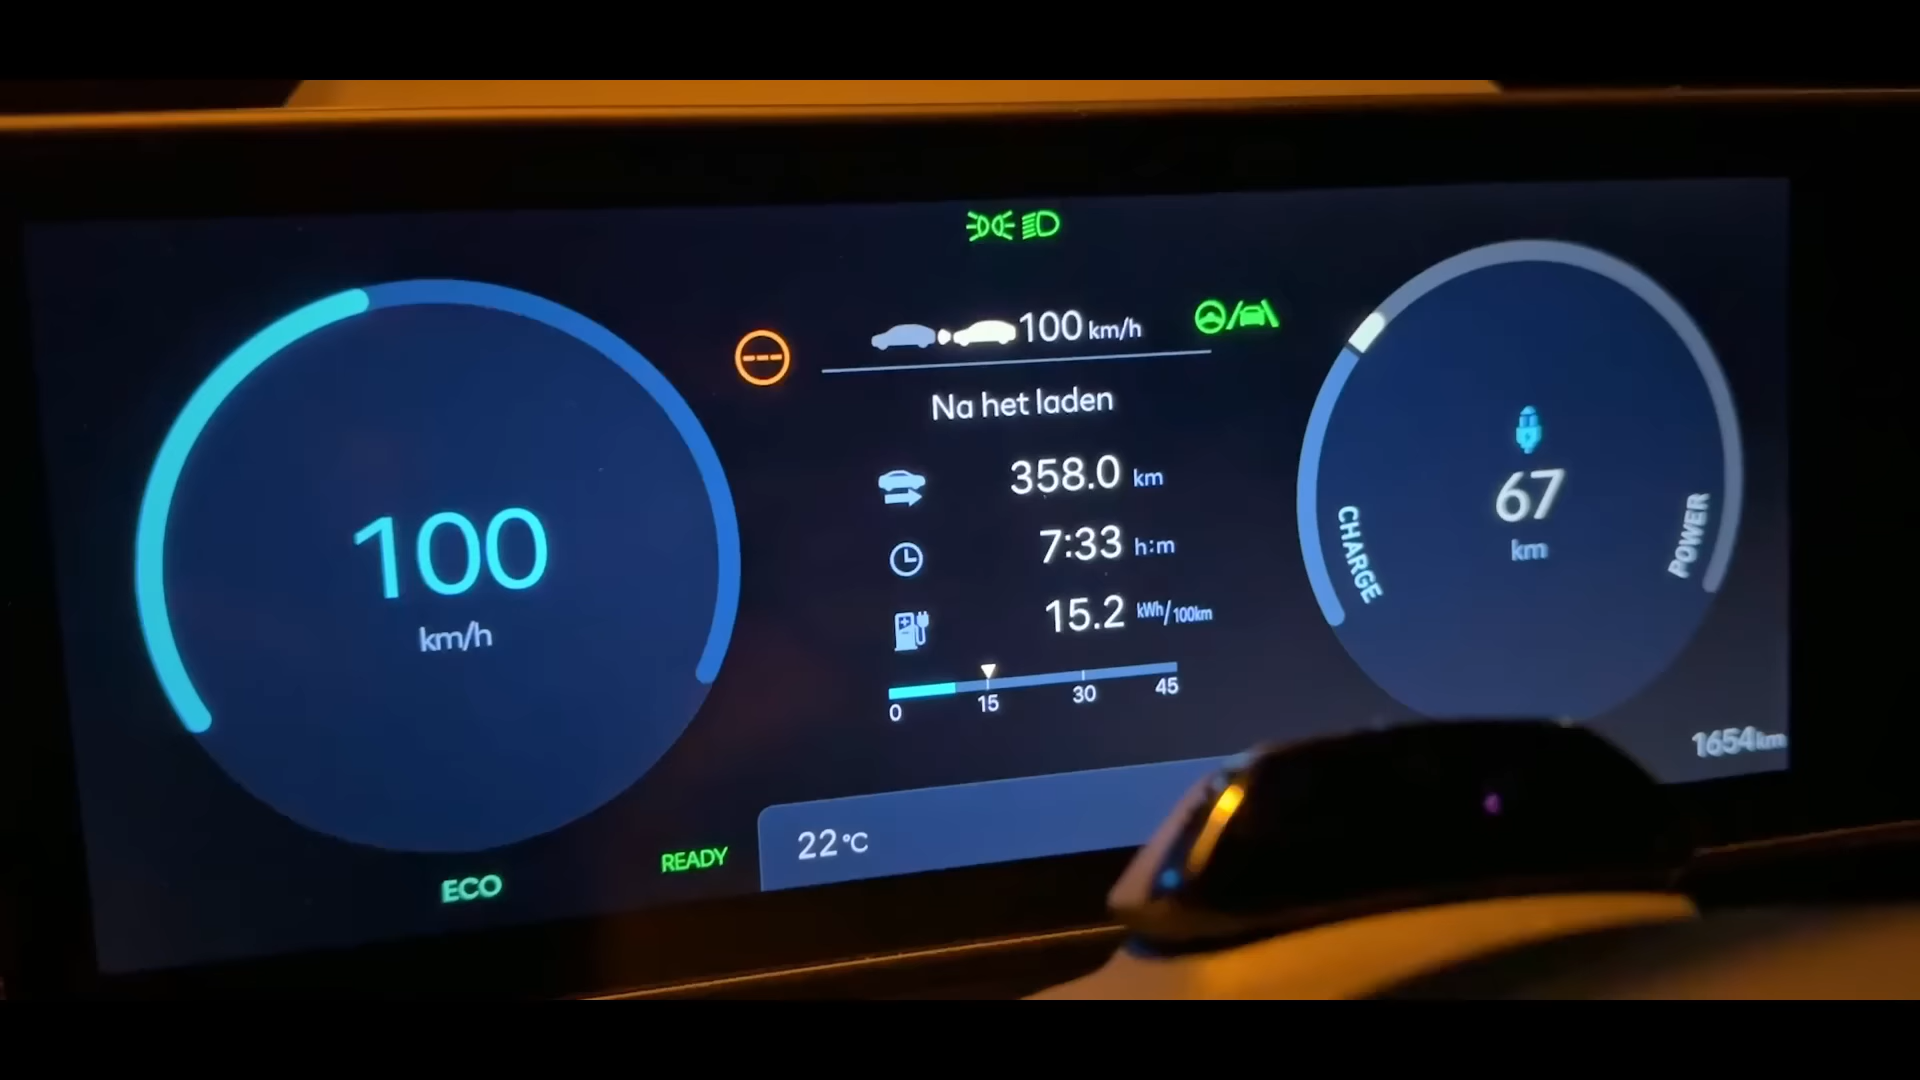 100 km/h
100
km/h
ECO
READY
Na het laden
358.0 km
7:33 h:m
15.2 kWh/100km
0 15 30 45
22 °C
CHARGE
67
km
POWER
1654 km